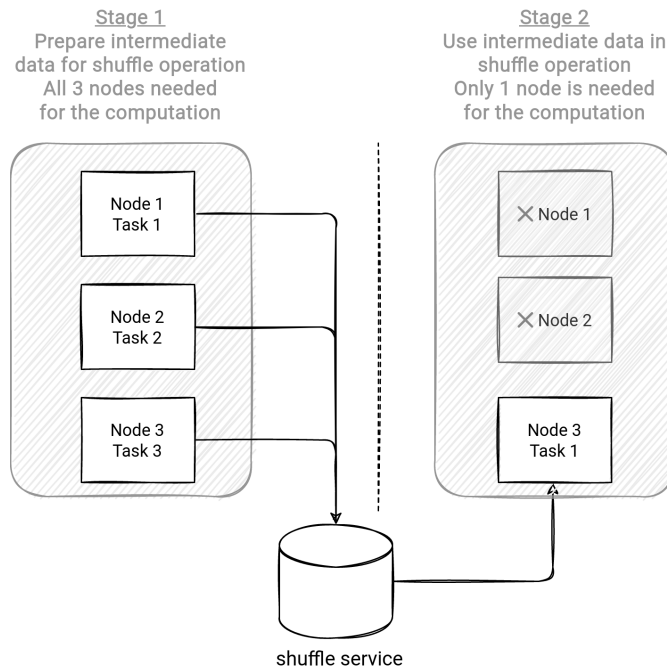 Stage 1
Prepare intermediate
data for shuffle operation
All 3 nodes needed
for the computation
Stage 2
Use intermediate data in
shuffle operation
Only 1 node is needed
for the computation
Node 1
Task 1
Node 2
Task 2
Node 3
Task 3
Node 1
Node 2
Node 3
Task 1
shuffle service